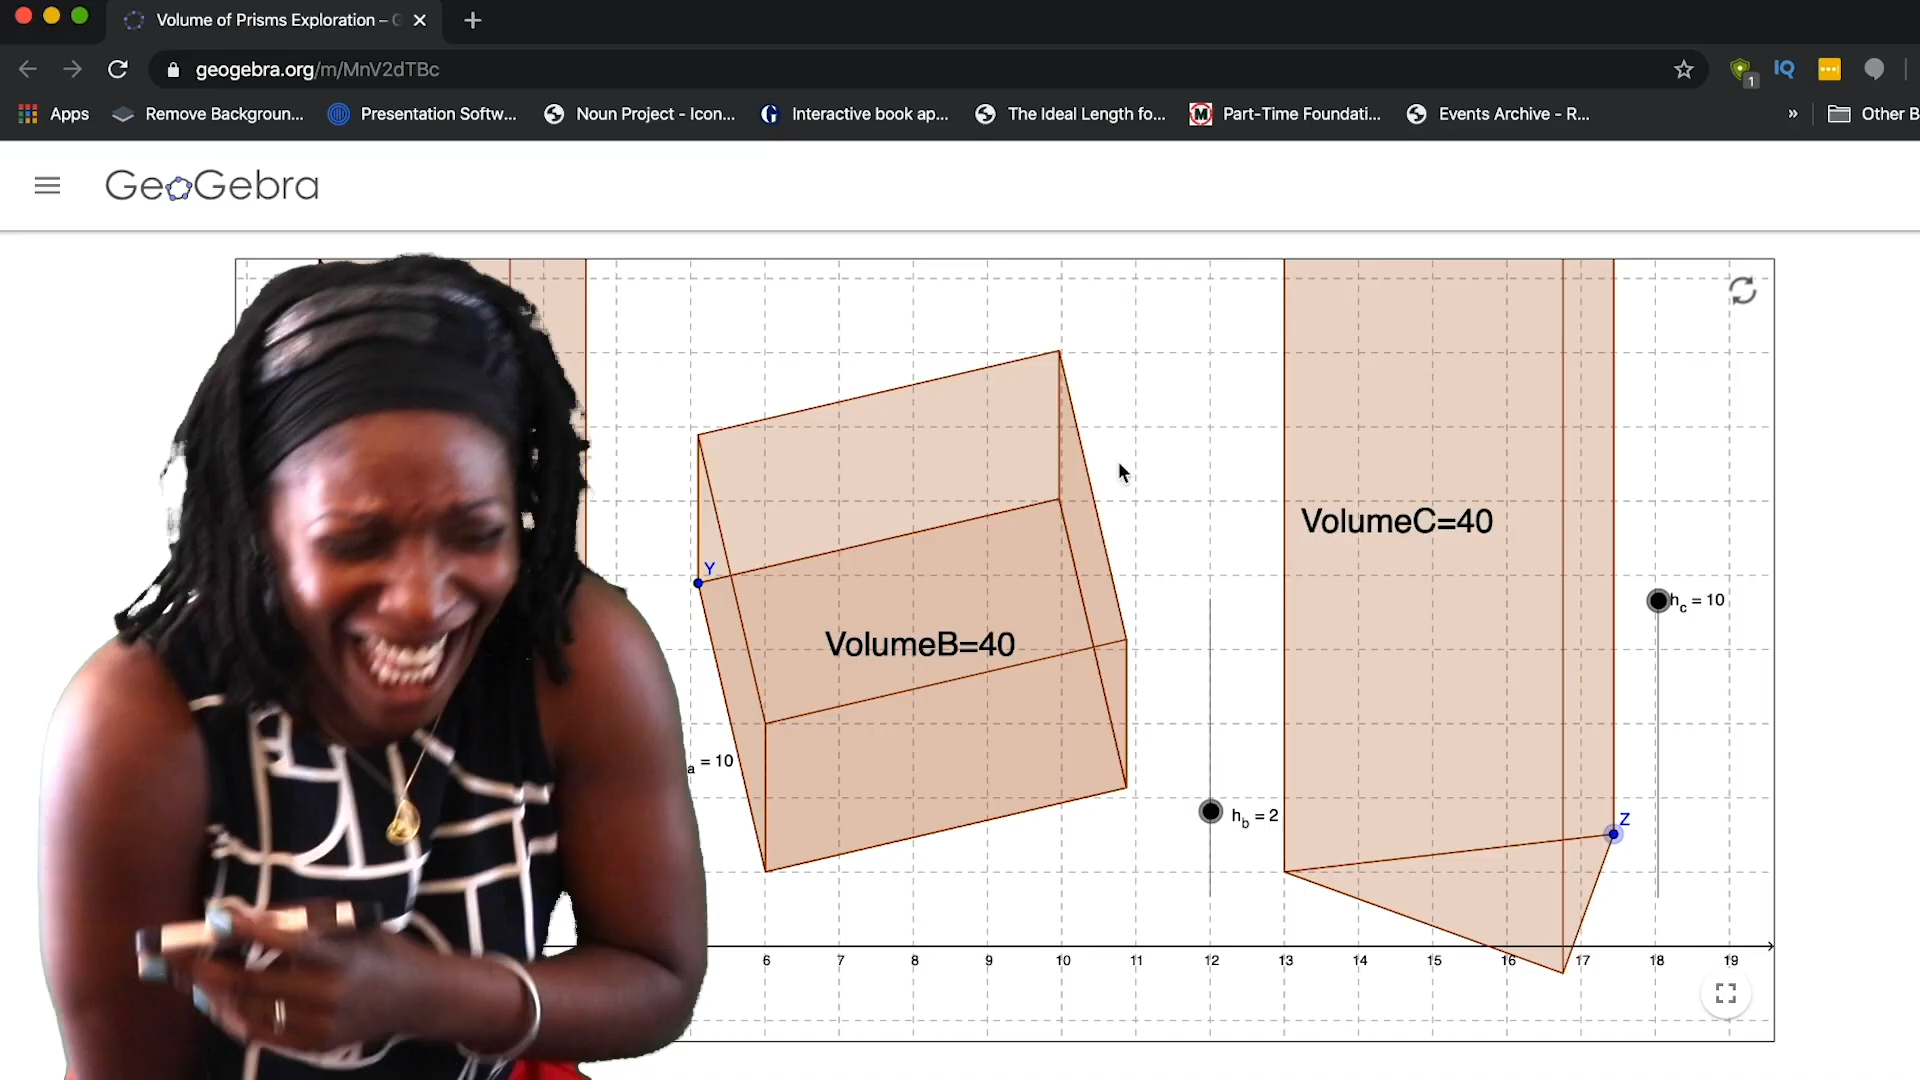 Volume of Prisms Exploration – G
geogebra.org/m/MnV2dTBc
1
IQ
Apps
Remove Backgroun...
Presentation Softw...
Noun Project - Icon...
Interactive book ap...
The Ideal Length fo...
Part-Time Foundati...
Events Archive - R...
»
Other B
GeoGebra
VolumeC=40
Y
h_c = 10
VolumeB=40
a = 10
h_b = 2
Z
6 7 8 9 10 11 12 13 14 15 16 17 18 19